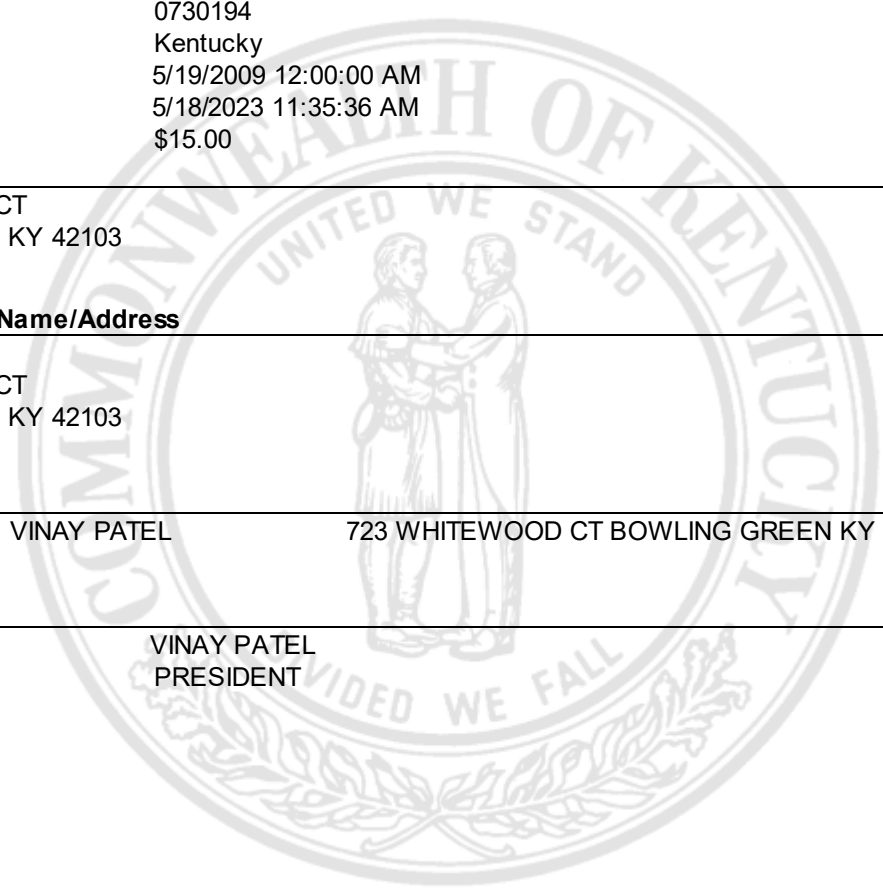 0730194
Kentucky
5/19/2009 12:00:00 AM
5/18/2023 11:35:36 AM
$15.00
CT
KY 42103
Name/Address
CT
KY 42103
VINAY PATEL 723 WHITEWOOD CT BOWLING GREEN KY
VINAY PATEL
PRESIDENT
COMMONWEALTH OF KENTUCKY
UNITED WE STAND
DIVIDED WE FALL